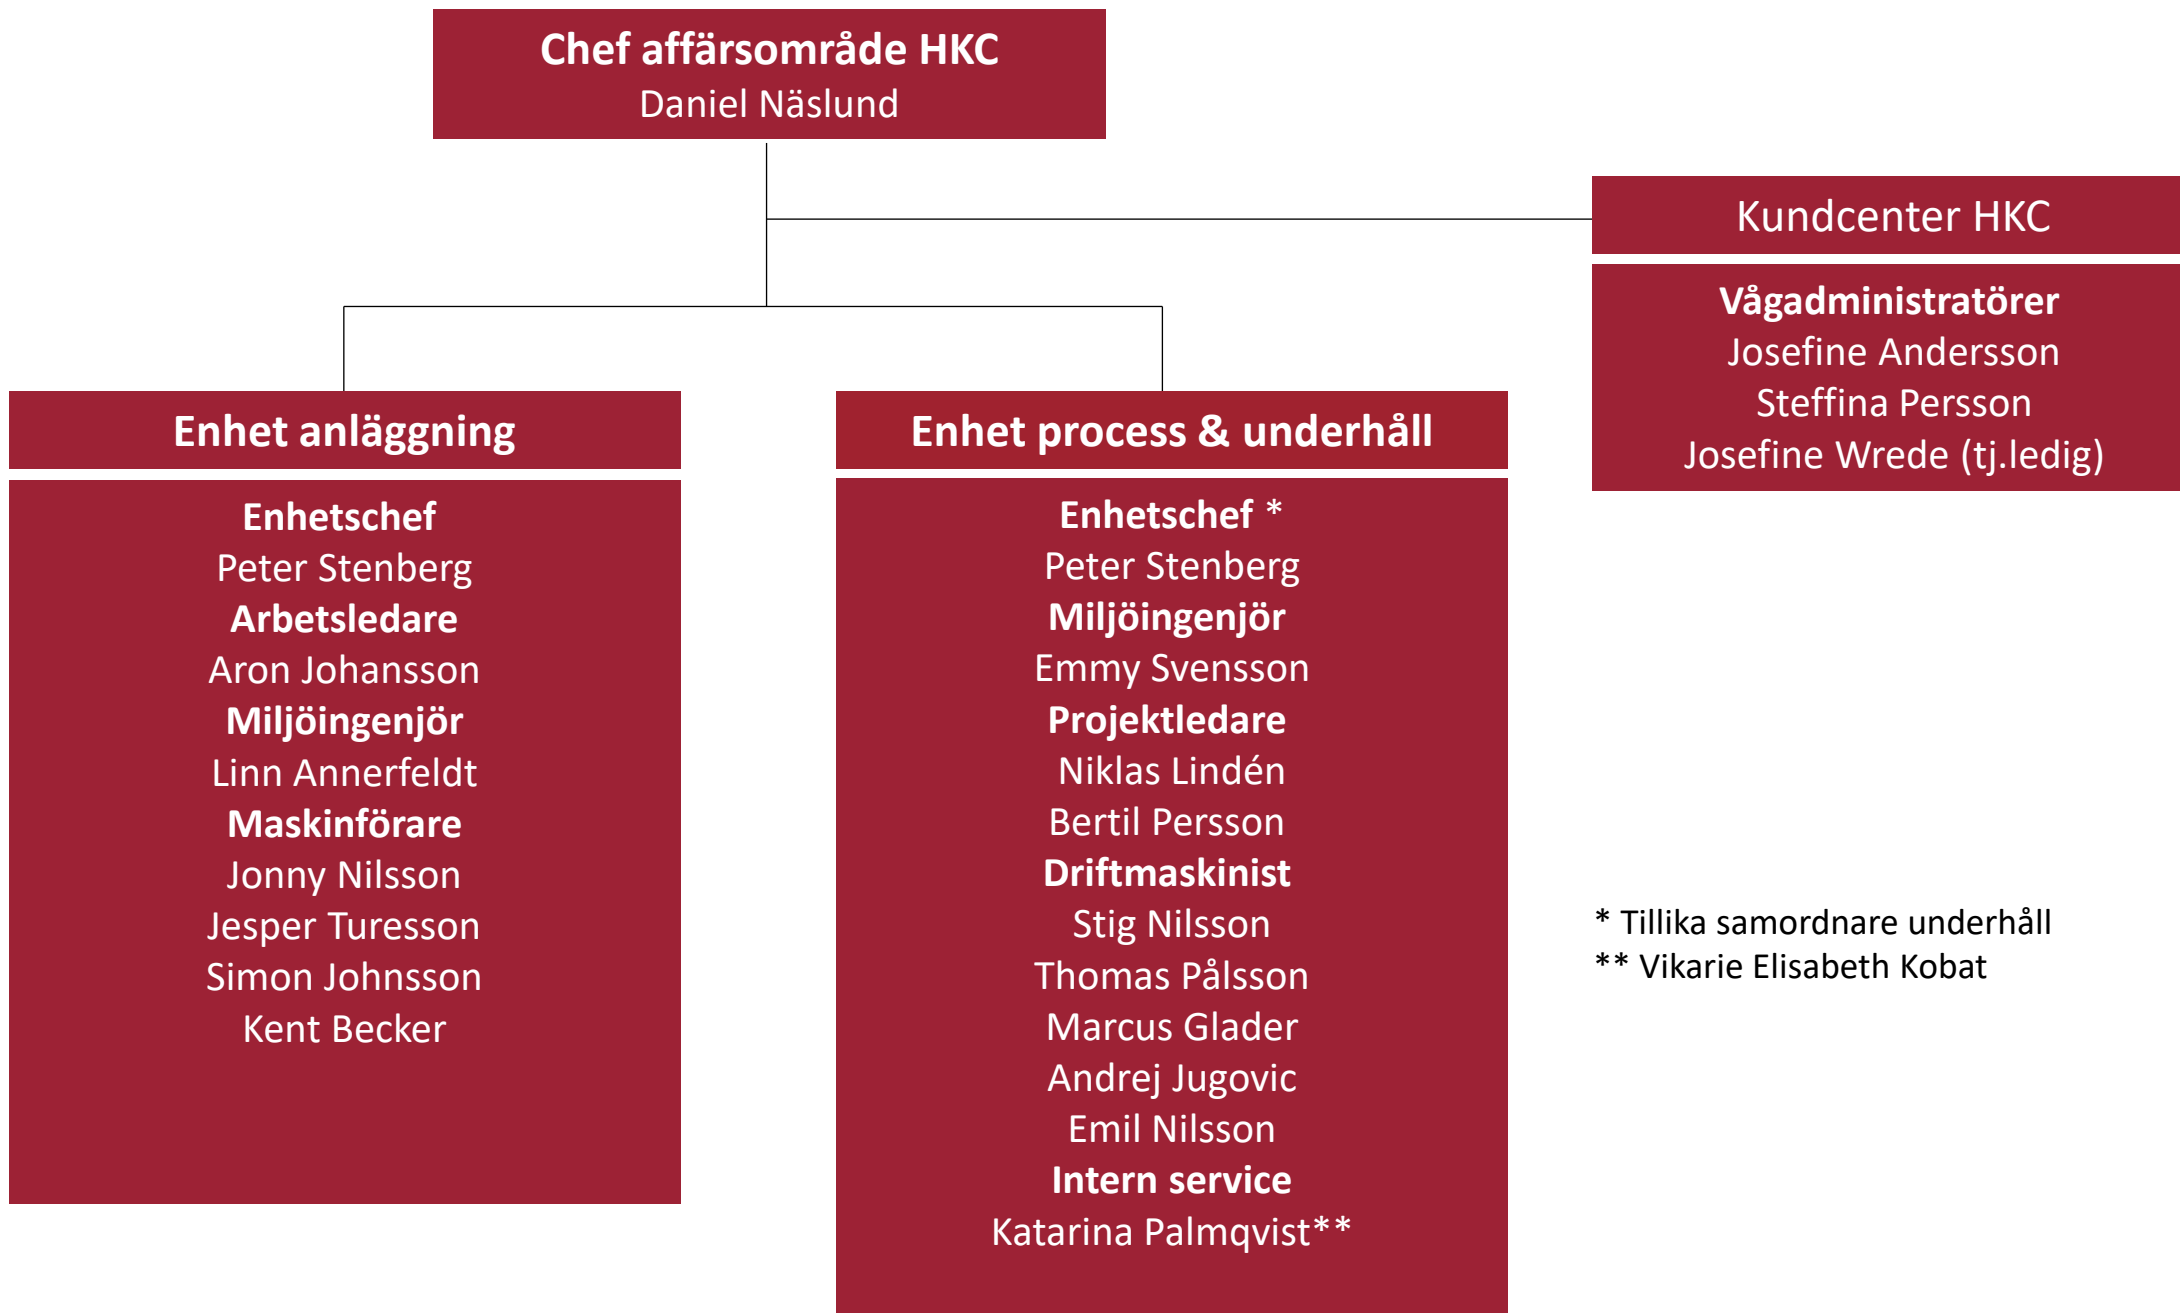 Chef affärsområde HKC
Daniel Näslund
Kundcenter HKC
Vågadministratörer
Josefine Andersson
Steffina Persson
Josefine Wrede (tj.ledig)
Enhet anläggning
Enhetschef
Peter Stenberg
Arbetsledare
Aron Johansson
Miljöingenjör
Linn Annerfeldt
Maskinförare
Jonny Nilsson
Jesper Turesson
Simon Johnsson
Kent Becker
Enhet process & underhåll
Enhetschef *
Peter Stenberg
Miljöingenjör
Emmy Svensson
Projektledare
Niklas Lindén
Bertil Persson
Driftmaskinist
Stig Nilsson
Thomas Pålsson
Marcus Glader
Andrej Jugovic
Emil Nilsson
Intern service
Katarina Palmqvist**
* Tillika samordnare underhåll
** Vikarie Elisabeth Kobat